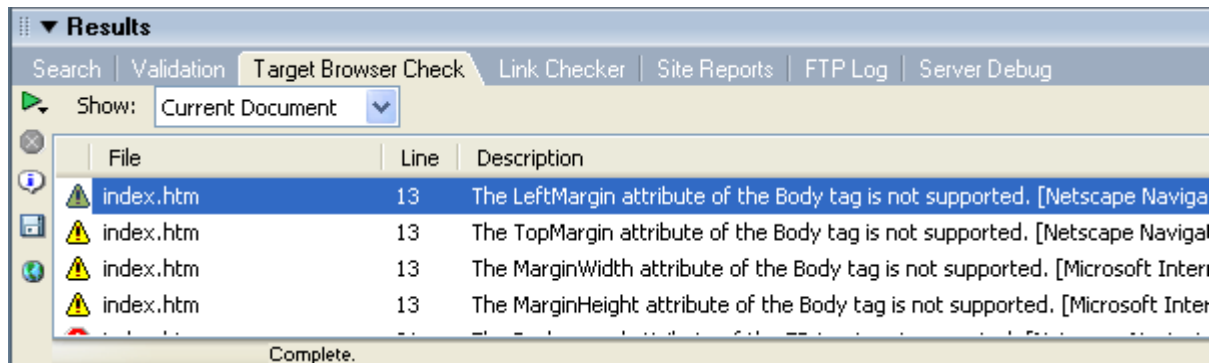 Results
Search | Validation Target Browser Check Link Checker | Site Reports | FTP Log | Server Debug
Show: Current Document
File Line Description
index.htm 13 The LeftMargin attribute of the Body tag is not supported. [Netscape Naviga
index.htm 13 The TopMargin attribute of the Body tag is not supported. [Netscape Navigat
index.htm 13 The MarginWidth attribute of the Body tag is not supported. [Microsoft Intern
index.htm 13 The MarginHeight attribute of the Body tag is not supported. [Microsoft Inter
Complete.